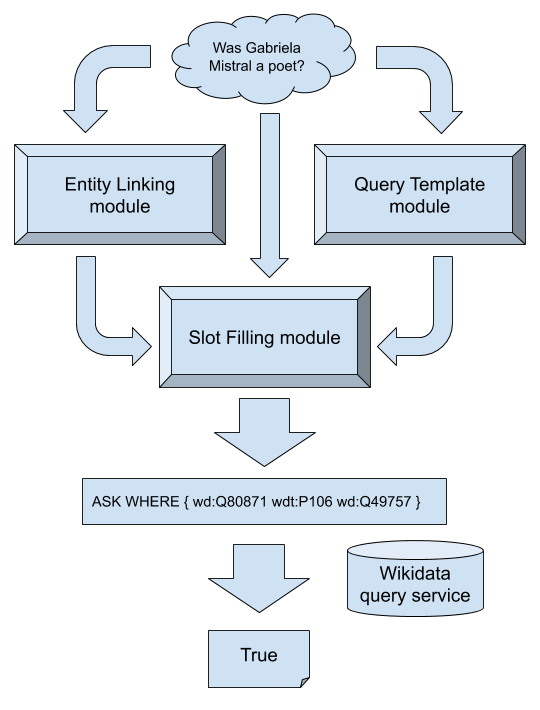 Was Gabriela
Mistral a poet?
Entity Linking
module
Query Template
module
Slot Filling module
ASK WHERE { wd:Q80871 wdt:P106 wd:Q49757 }
Wikidata
query service
True